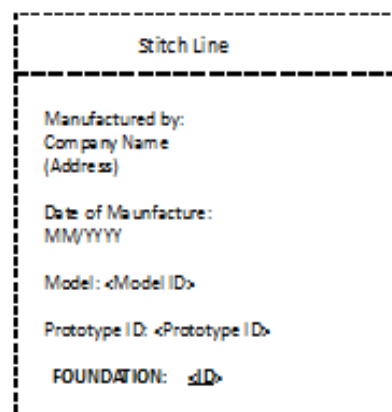 Stitch Line
Manufactured by:
Company Name
(Address)
Date of Maunfacture:
MM/YYYY
Model: <Model ID>
Prototype ID: <Prototype ID>
FOUNDATION: <ID>